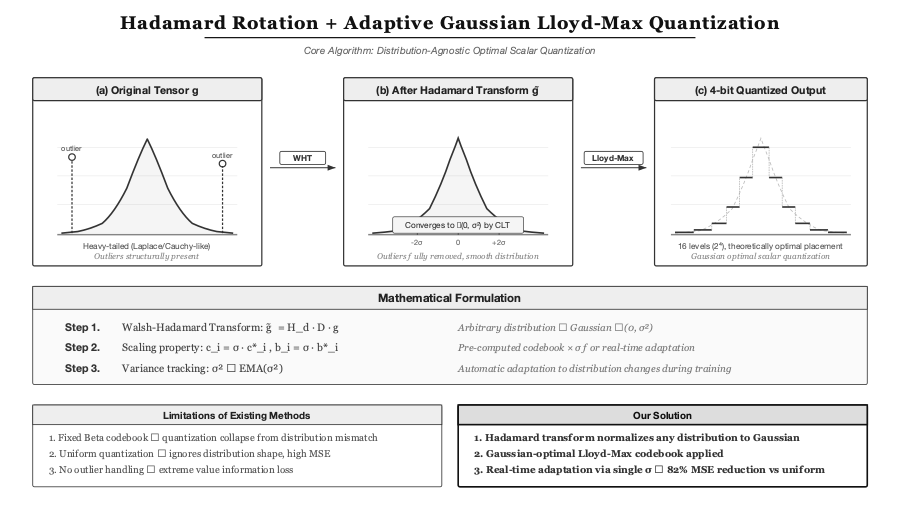 Hadamard Rotation + Adaptive Gaussian Lloyd-Max Quantization
Core Algorithm: Distribution-Agnostic Optimal Scalar Quantization
(a) Original Tensor g
outlier
outlier
Heavy-tailed (Laplace/Cauchy-like)
Outliers structurally present
WHT
(b) After Hadamard Transform g̃
Converges to □(0, σ²) by CLT
-2σ 0 +2σ
Outliers fully removed, smooth distribution
Lloyd-Max
(c) 4-bit Quantized Output
16 levels (2⁴), theoretically optimal placement
Gaussian optimal scalar quantization
Mathematical Formulation
Step 1. Walsh-Hadamard Transform: g̃ = H_d · D · g Arbitrary distribution □ Gaussian □(0, σ²)
Step 2. Scaling property: c_i = σ · c*_i , b_i = σ · b*_i Pre-computed codebook × σ for real-time adaptation
Step 3. Variance tracking: σ² □ EMA(σ²) Automatic adaptation to distribution changes during training
Limitations of Existing Methods
1. Fixed Beta codebook □ quantization collapse from distribution mismatch
2. Uniform quantization □ ignores distribution shape, high MSE
3. No outlier handling □ extreme value information loss
Our Solution
1. Hadamard transform normalizes any distribution to Gaussian
2. Gaussian-optimal Lloyd-Max codebook applied
3. Real-time adaptation via single σ □ 82% MSE reduction vs uniform